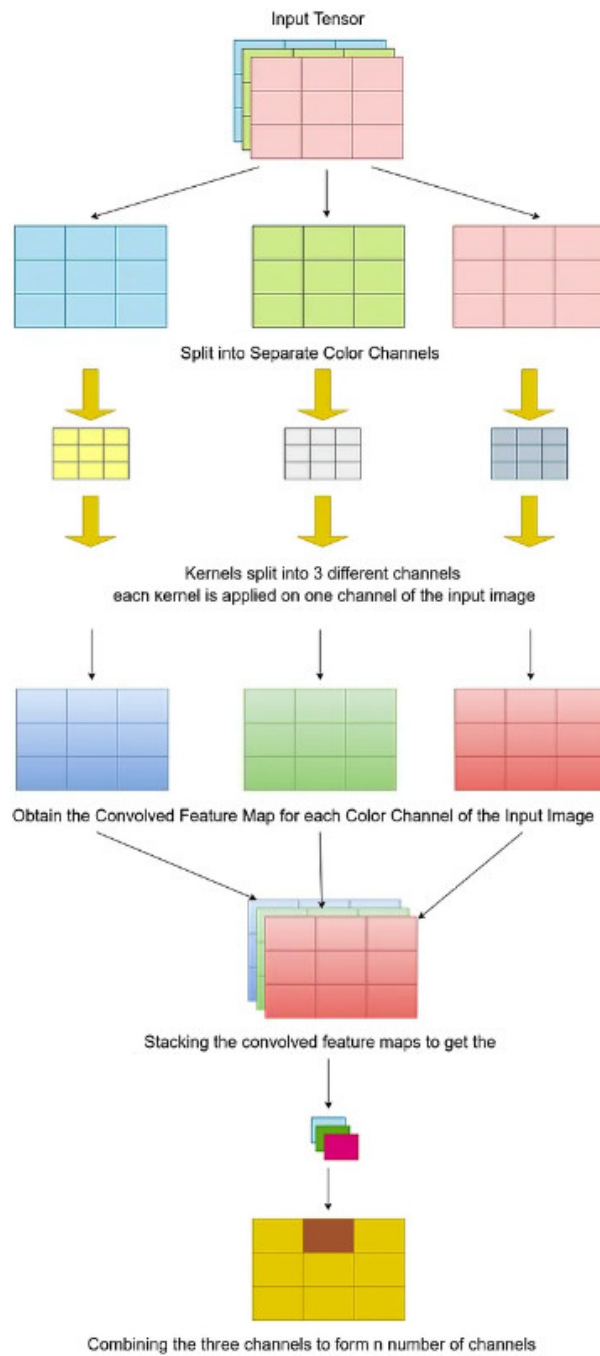 Input Tensor
Split into Separate Color Channels
Kernels split into 3 different channels
eacn kernel is applied on one channel of the input image
Obtain the Convolved Feature Map for each Color Channel of the Input Image
Stacking the convolved feature maps to get the
Combining the three channels to form n number of channels